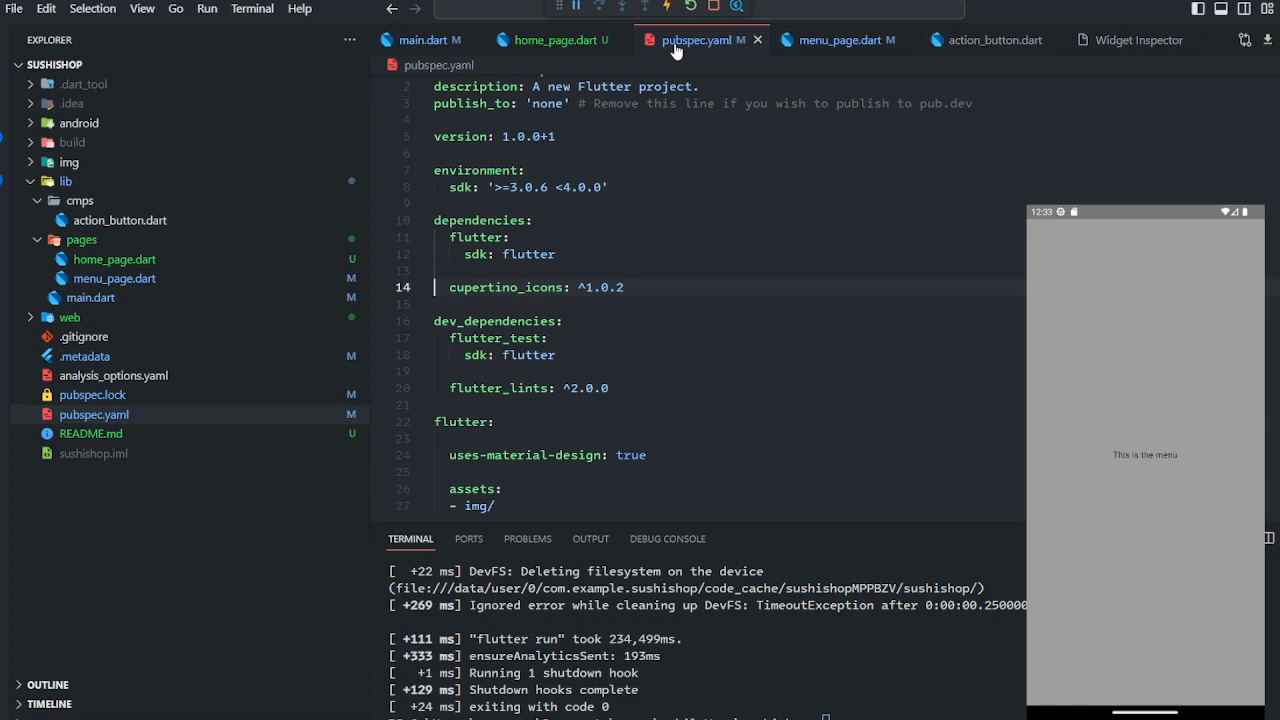 File Edit Selection View Go Run Terminal Help
EXPLORER
SUSHISHOP
.dart_tool
.idea
android
build
img
lib
cmps
action_button.dart
pages
home_page.dart U
menu_page.dart M
main.dart M
web
.gitignore
.metadata M
analysis_options.yaml
pubspec.lock M
pubspec.yaml M
README.md U
sushishop.iml
OUTLINE
TIMELINE
main.dart M home_page.dart U pubspec.yaml M menu_page.dart M action_button.dart Widget Inspector
pubspec.yaml
2 description: A new Flutter project.
3 publish_to: 'none' # Remove this line if you wish to publish to pub.dev
4
5 version: 1.0.0+1
6
7 environment:
8 sdk: '>=3.0.6 <4.0.0'
9
10 dependencies:
11 flutter:
12 sdk: flutter
13
14 cupertino_icons: ^1.0.2
15
16 dev_dependencies:
17 flutter_test:
18 sdk: flutter
19
20 flutter_lints: ^2.0.0
21
22 flutter:
23
24 uses-material-design: true
25
26 assets:
27 - img/
TERMINAL PORTS PROBLEMS OUTPUT DEBUG CONSOLE
[ +22 ms] DevFS: Deleting filesystem on the device
(file:///data/user/0/com.example.sushishop/code_cache/sushishopMPPBZV/sushishop/)
[ +269 ms] Ignored error while cleaning up DevFS: TimeoutException after 0:00:00.250000
[ +111 ms] "flutter run" took 234,499ms.
[ +333 ms] ensureAnalyticsSent: 193ms
[ +1 ms] Running 1 shutdown hook
[ +129 ms] Shutdown hooks complete
[ +24 ms] exiting with code 0
12:33
This is the menu